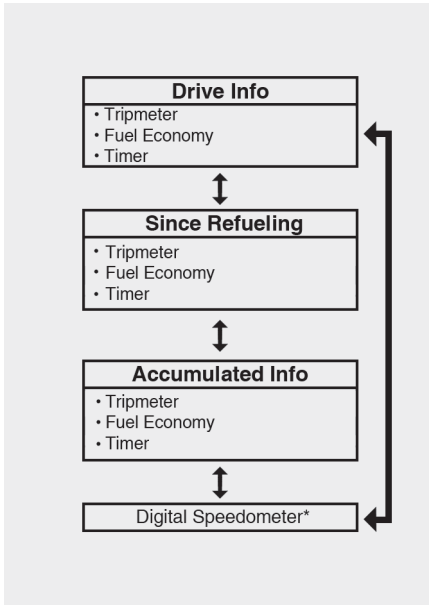 Drive Info
• Tripmeter
• Fuel Economy
• Timer
Since Refueling
• Tripmeter
• Fuel Economy
• Timer
Accumulated Info
• Tripmeter
• Fuel Economy
• Timer
Digital Speedometer*